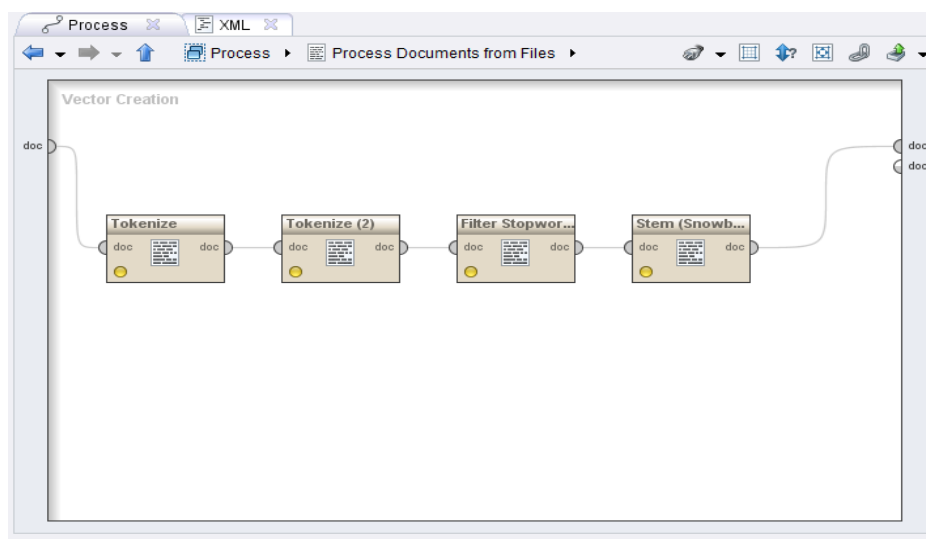 Process
XML
Process
Process Documents from Files
Vector Creation
doc
doc
doc
Tokenize
doc doc
Tokenize (2)
doc doc
Filter Stopwor...
doc doc
Stem (Snowb...
doc doc